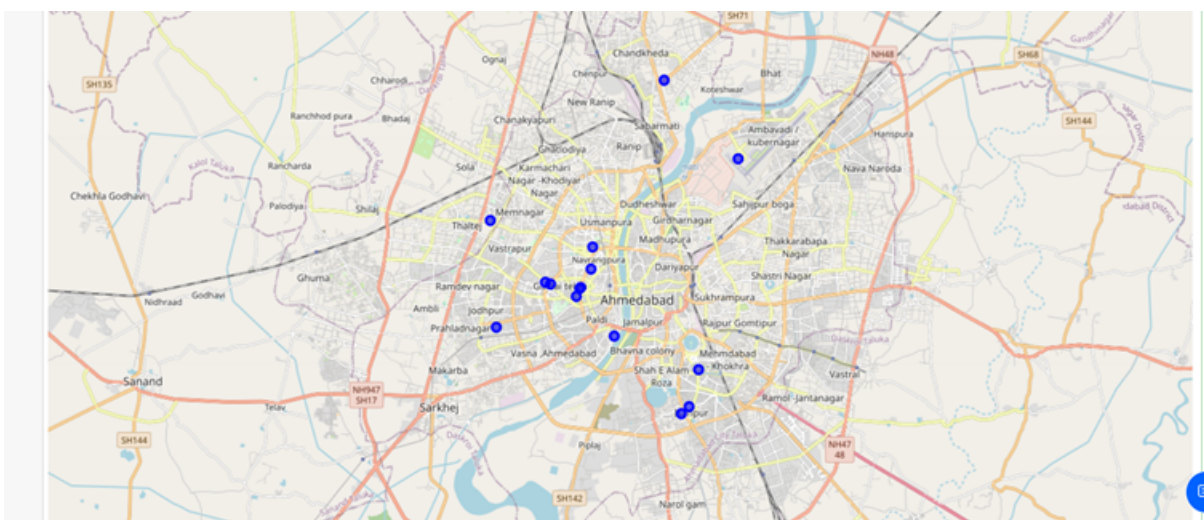 SH71
Chandkheda
NH48
SH68
Gandhinagar
Ognaj
Chenpur
Bhat
Chharodi
SH135
Koteshwar
New Ranip
Ranchhod pura
Bhadaj
Chanakyapuri
Sabarmati
SH144
Ambavadi /
kubernagar
Hanspura
Ghatlodiya
Ranip
Kalol Taluka
Rancharda
Sola
Karmachari
Nagar -Khodiyar
Nagar
Nava Naroda
Chekhla Godhavi
Palodiya
Shilaj
Dudheshwar
Sahijpur boga
Memnagar
Usmanpura
Girdharnagar
Thaltej
Madhupura
Thakkarabapa
Nagar
Vastrapur
Navrangpura
Dariyapur
Shastri Nagar
Ghuma
Ramdev nagar
Nidhraad
Godhavi
Ahmedabad
Sukhrampura
Ambli
Jodhpur
Paldi
Jamalpur
Rajpur Gomtipur
Prahladnagar
Vasna ,Ahmedabad
Bhavna colony
Mehmdabad
- Khokhra
Makarba
Shah E Alam
Roza
Vastral
Sanand
NH947
SH17
Telav
Sarkhej
Ramol -Jantanagar
SH144
Piplaj
NH47
48
SH142
Narol gam